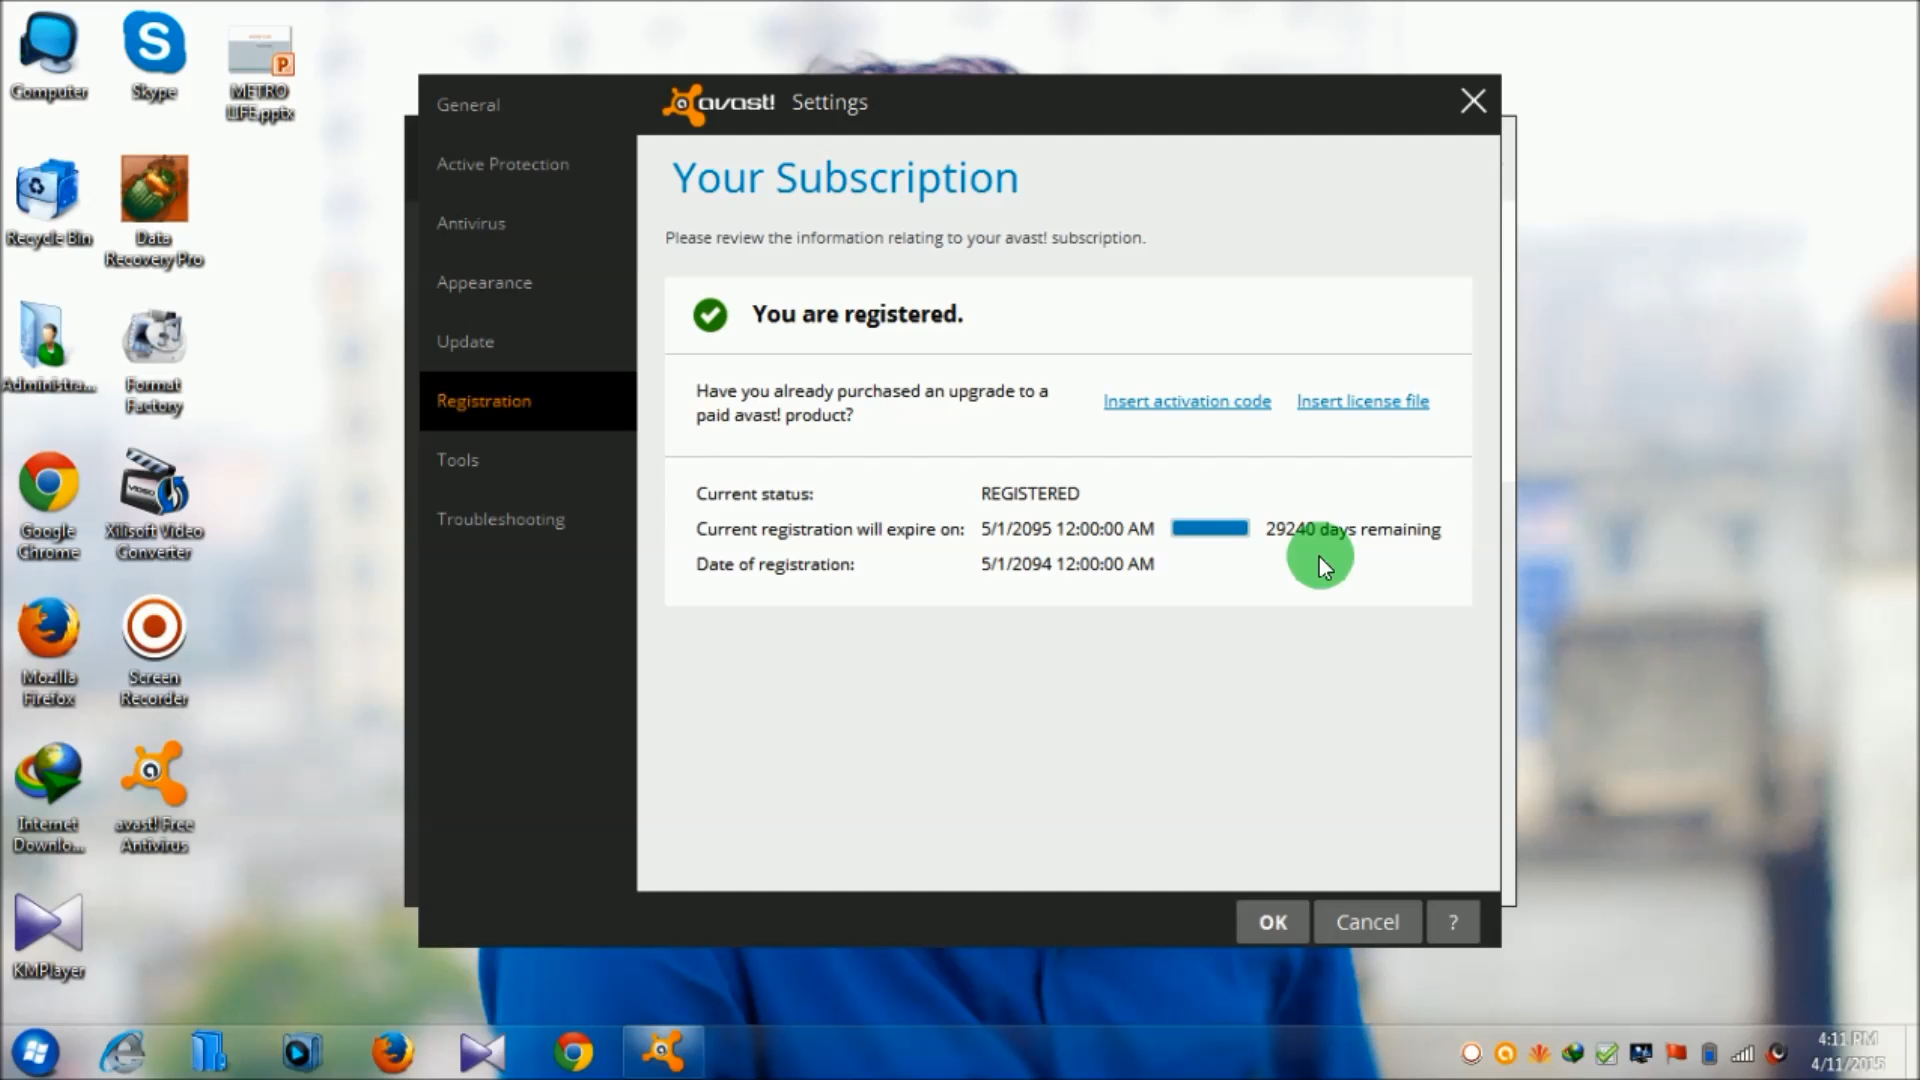 Computer
Skype
METRO
LIFE.pptx
Recycle Bin
Data
Recovery Pro
Administra...
Format
Factory
Google
Chrome
Xilisoft Video
Converter
Mozilla
Firefox
Screen
Recorder
Internet
Downlo...
avast! Free
Antivirus
KMPlayer
General
Active Protection
Antivirus
Appearance
Update
Registration
Tools
Troubleshooting
avast! Settings
Your Subscription
Please review the information relating to your avast! subscription.
You are registered.
Have you already purchased an upgrade to a
paid avast! product?
Insert activation code Insert license file
Current status: REGISTERED
Current registration will expire on: 5/1/2095 12:00:00 AM 29240 days remaining
Date of registration: 5/1/2094 12:00:00 AM
OK Cancel ?
4:11 PM
4/11/2015